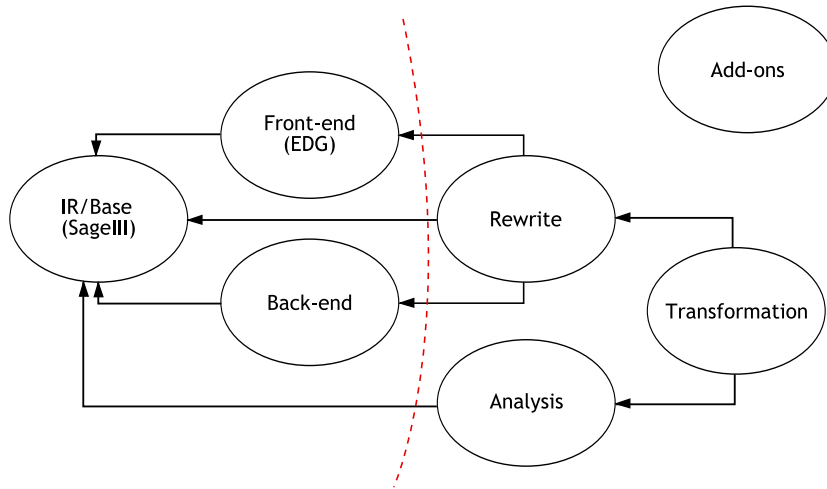 Add-ons
Front-end
(EDG)
IR/Base
(SageIII)
Rewrite
Back-end
Transformation
Analysis